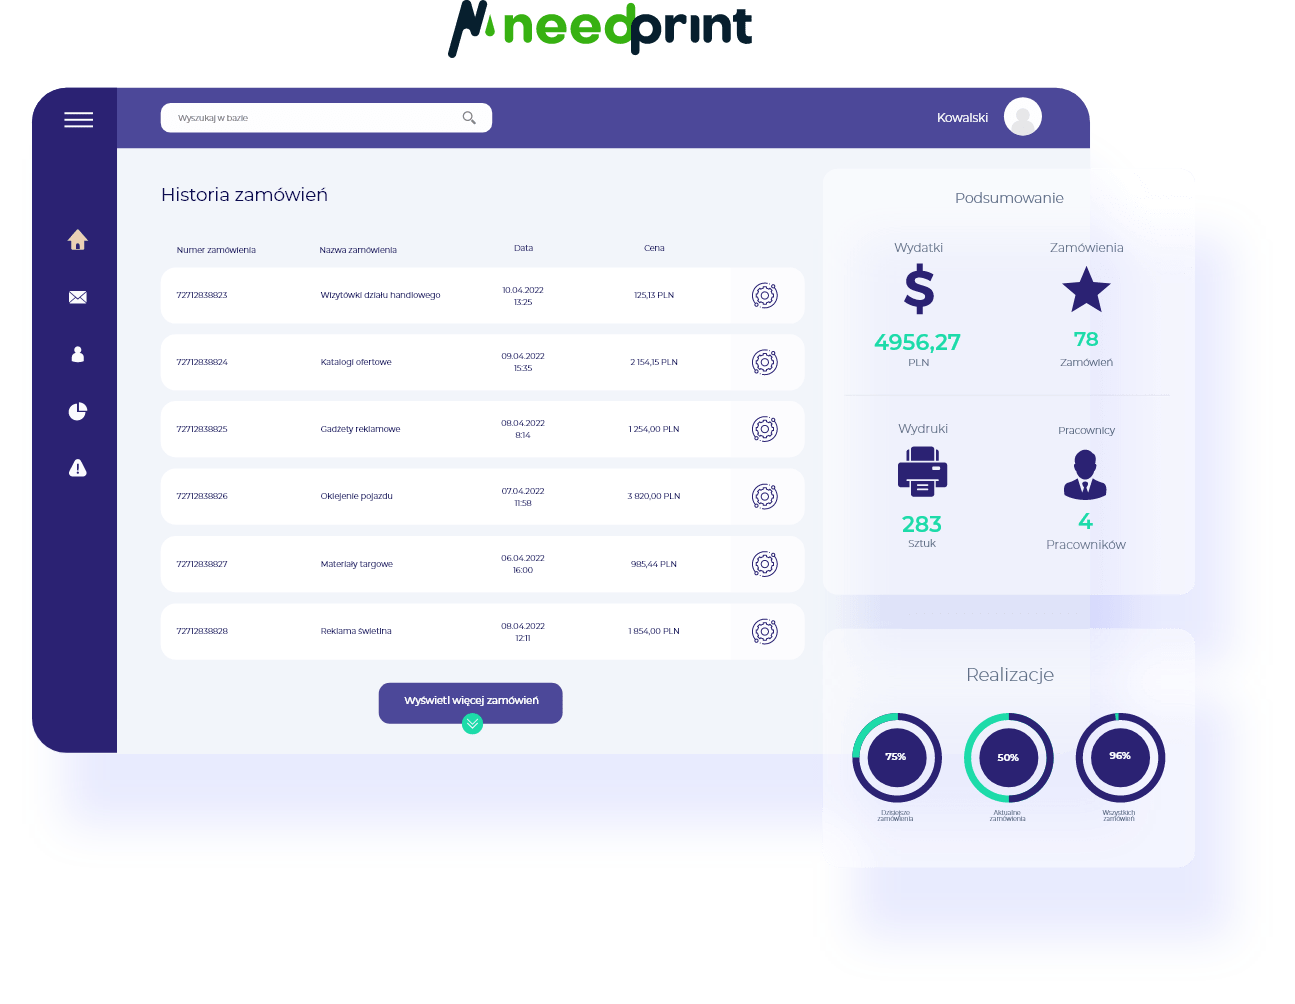 needprint
Wyszukaj w bazie
Kowalski
Historia zamówień
Numer zamówienia Nazwa zamówienia Data Cena
72712838823 Wizytówki działu handlowego 10.04.2022 125,13 PLN
13:25
72712838824 Katalogi ofertowe 09.04.2022 2 154,15 PLN
15:35
72712838825 Gadżety reklamowe 08.04.2022 1 254,00 PLN
8:14
72712838826 Oklejenie pojazdu 07.04.2022 3 820,00 PLN
11:58
72712838827 Materiały targowe 06.04.2022 985,44 PLN
16:00
72712838828 Reklama świetlna 08.04.2022 1 854,00 PLN
12:11
Wyświetl więcej zamówień
Podsumowanie
Wydatki Zamówienia
4956,27 78
PLN Zamówień
Wydruki Pracownicy
283 4
Sztuk Pracowników
Realizacje
75% 50% 96%
Dzisiejsze Aktualne Wszystkich
zamówienia zamówienia zamówień